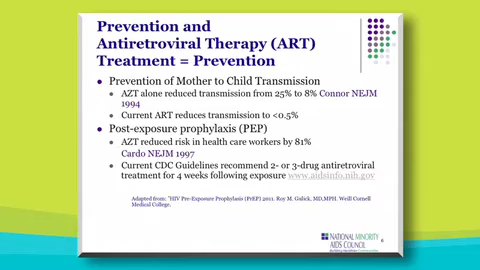 Prevention and
Antiretroviral Therapy (ART)
Treatment = Prevention
Prevention of Mother to Child Transmission
AZT alone reduced transmission from 25% to 8% Connor NEJM
1994
Current ART reduces transmission to <0.5%
Post-exposure prophylaxis (PEP)
AZT reduced risk in health care workers by 81%
Cardo NEJM 1997
Current CDC Guidelines recommend 2- or 3-drug antiretroviral
treatment for 4 weeks following exposure www.aidsinfo.nih.gov
Adapted from: "HIV Pre-Exposure Prophylaxis (PrEP) 2011. Roy M. Gulick, MD,MPH. Weill Cornell
Medical College.
NATIONAL MINORITY
AIDS COUNCIL
Building Healthier Communities
6